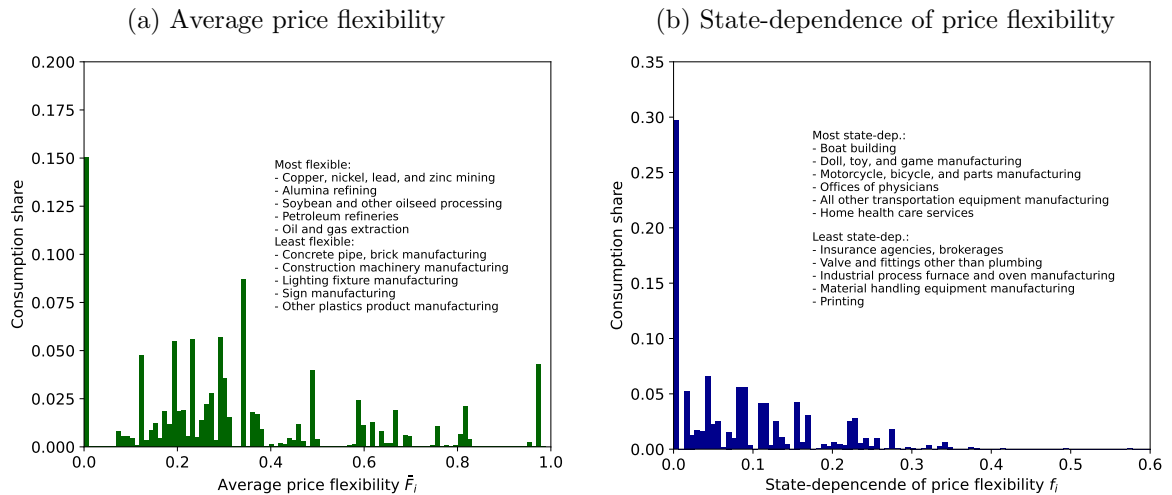 (a) Average price flexibility
0.200
0.175
0.150
0.125
0.100
0.075
0.050
0.025
0.000
Consumption share
Most flexible:
- Copper, nickel, lead, and zinc mining
- Alumina refining
- Soybean and other oilseed processing
- Petroleum refineries
- Oil and gas extraction
Least flexible:
- Concrete pipe, brick manufacturing
- Construction machinery manufacturing
- Lighting fixture manufacturing
- Sign manufacturing
- Other plastics product manufacturing
0.0 0.2 0.4 0.6 0.8 1.0
Average price flexibility F̄ᵢ
(b) State-dependence of price flexibility
0.35
0.30
0.25
0.20
0.15
0.10
0.05
0.00
Consumption share
Most state-dep.:
- Boat building
- Doll, toy, and game manufacturing
- Motorcycle, bicycle, and parts manufacturing
- Offices of physicians
- All other transportation equipment manufacturing
- Home health care services
Least state-dep.:
- Insurance agencies, brokerages
- Valve and fittings other than plumbing
- Industrial process furnace and oven manufacturing
- Material handling equipment manufacturing
- Printing
0.0 0.1 0.2 0.3 0.4 0.5 0.6
State-depencence of price flexibility fᵢ